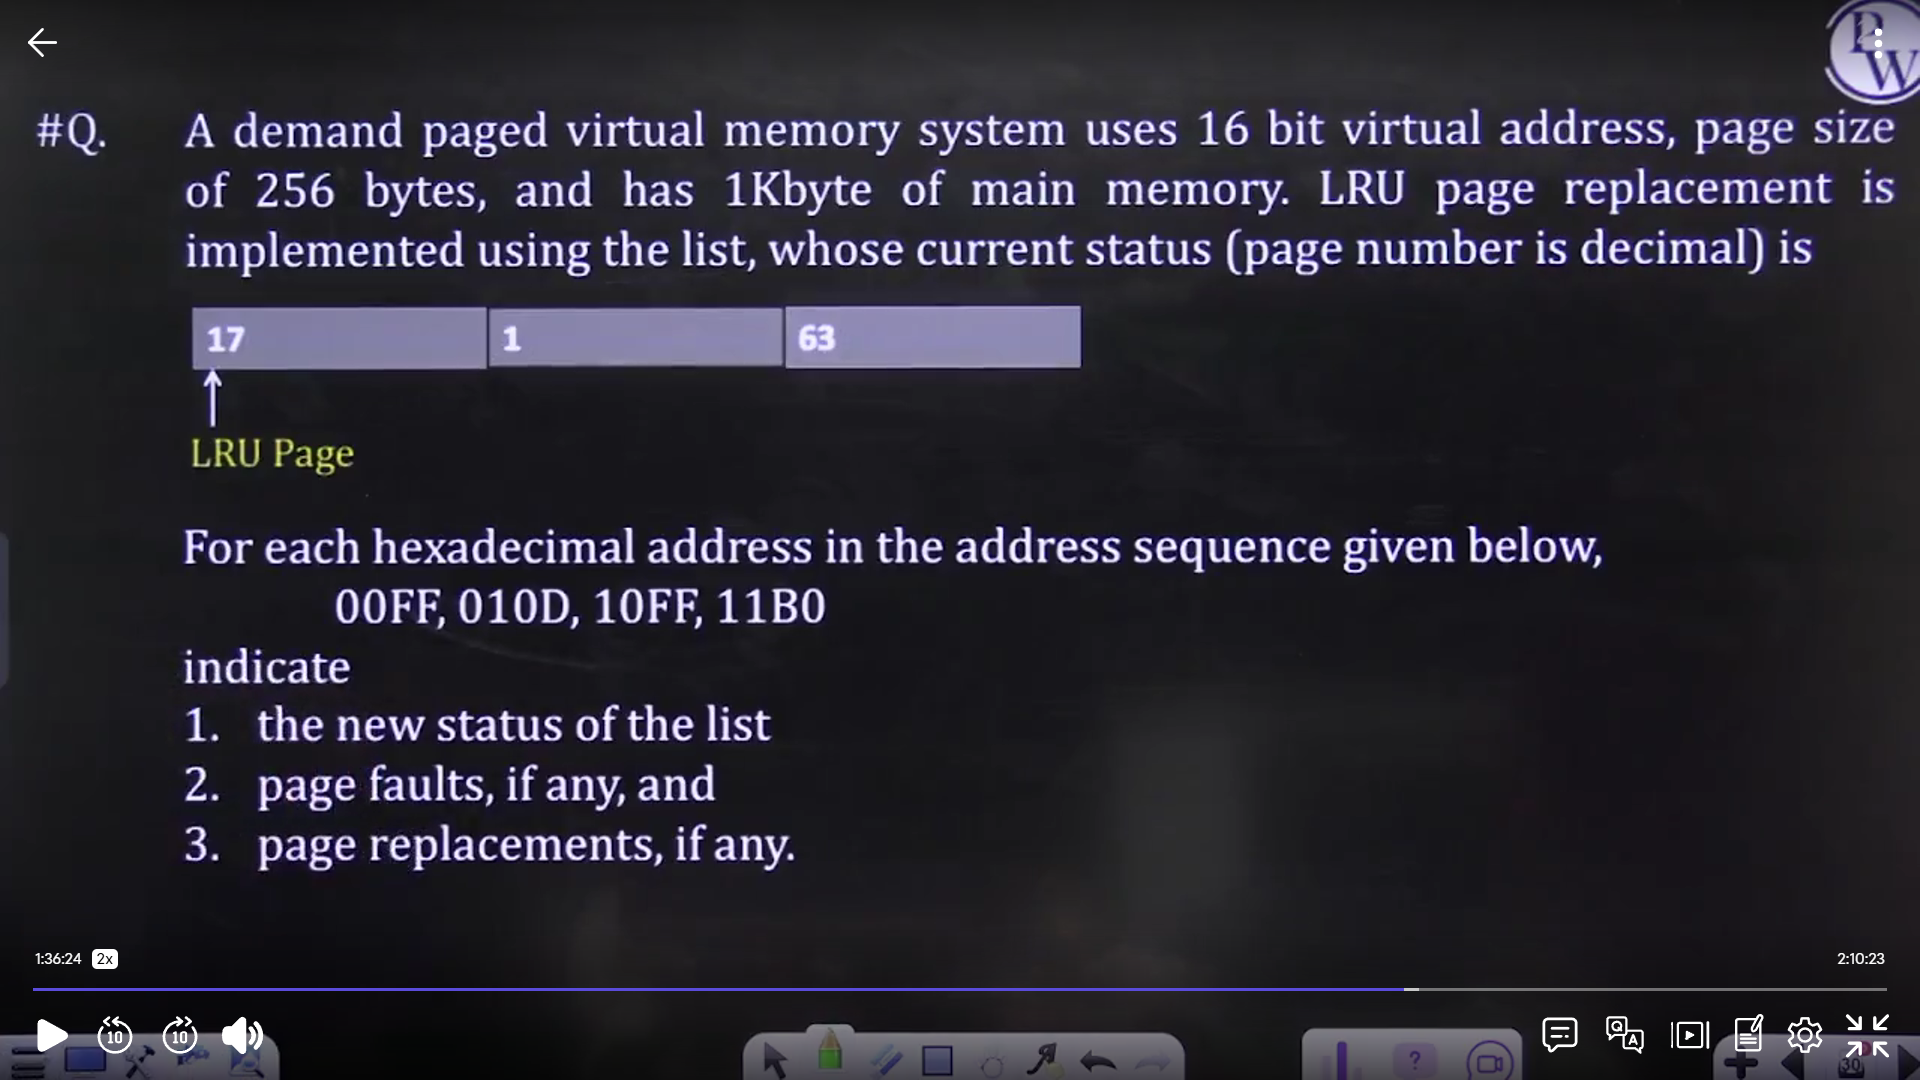 PW
#Q. A demand paged virtual memory system uses 16 bit virtual address, page size
of 256 bytes, and has 1Kbyte of main memory. LRU page replacement is
implemented using the list, whose current status (page number is decimal) is
17 1 63
LRU Page
For each hexadecimal address in the address sequence given below,
00FF, 010D, 10FF, 11B0
indicate
1. the new status of the list
2. page faults, if any, and
3. page replacements, if any.
1:36:24 2x 2:10:23
10 10 Q A
? 30